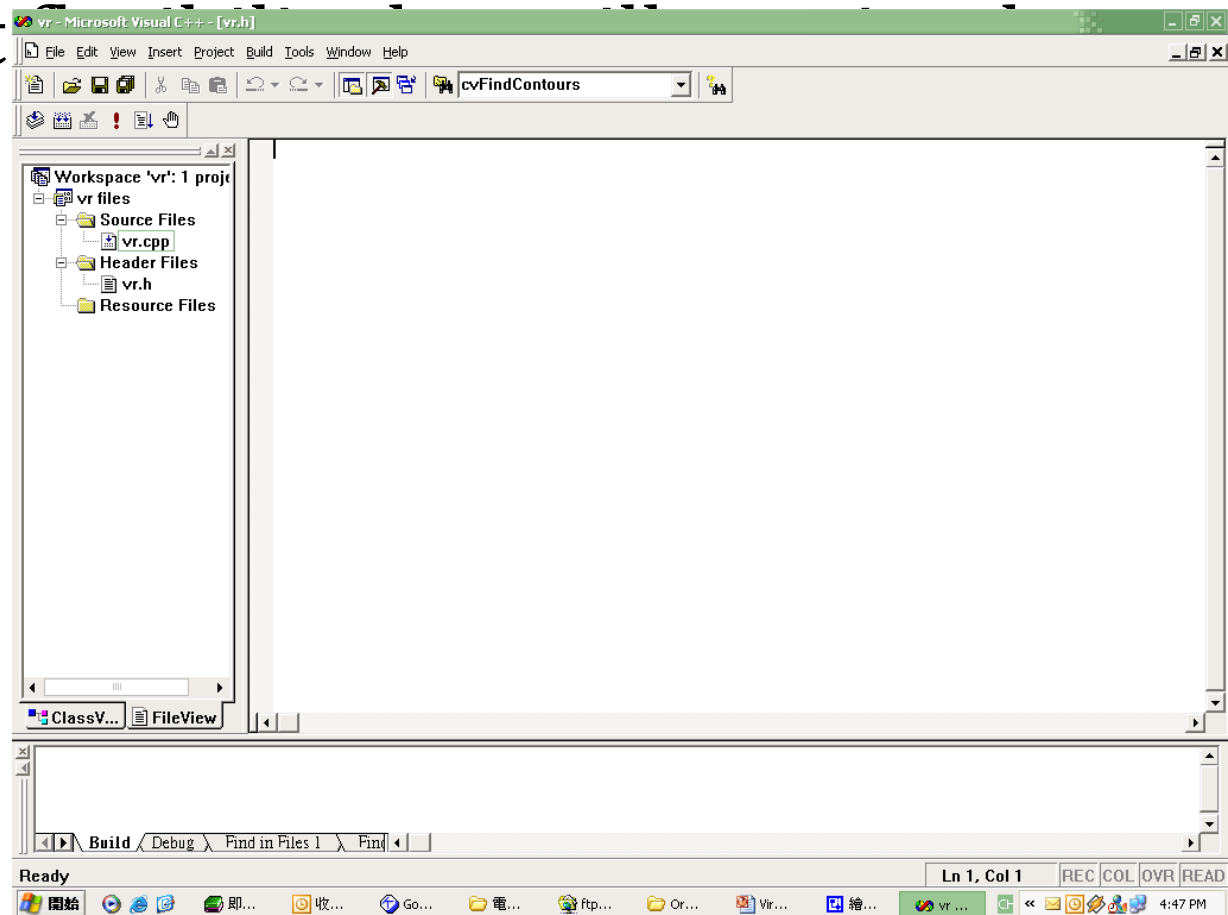 vr - Microsoft Visual C++ - [vr.h]
File Edit View Insert Project Build Tools Window Help
cvFindContours
Workspace 'vr': 1 proje
vr files
Source Files
vr.cpp
Header Files
vr.h
Resource Files
ClassV... FileView
Build Debug Find in Files 1 Find
Ready Ln 1, Col 1 REC COL OVR READ
開始 即... 收... Go... 電... ftp... Or... Vir... 繪... vr ... CH « 4:47 PM